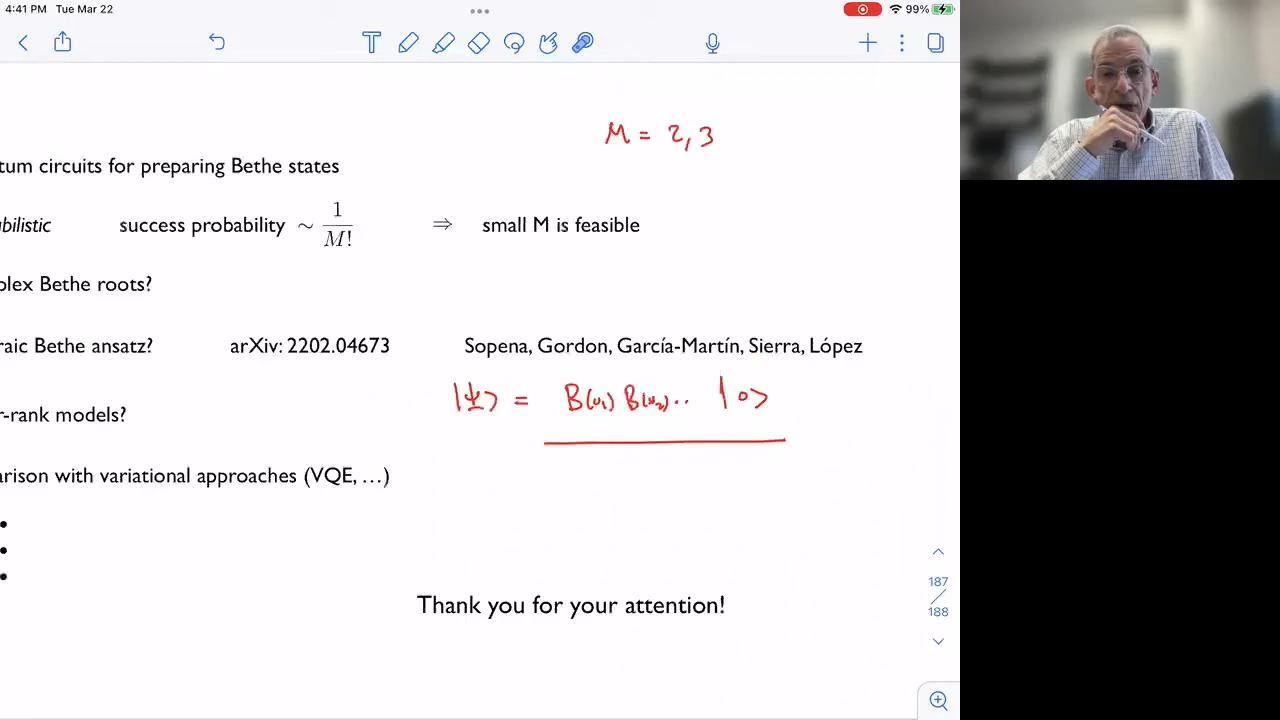 4:41 PM Tue Mar 22
99%
M = 2, 3
tum circuits for preparing Bethe states
abilistic success probability ∼ 1/M! ⇒ small M is feasible
plex Bethe roots?
raic Bethe ansatz? arXiv: 2202.04673 Sopena, Gordon, García-Martín, Sierra, López
|Ψ> = B(u₁) B(u₂).. |0>
r-rank models?
arison with variational approaches (VQE, …)
Thank you for your attention!
187
188